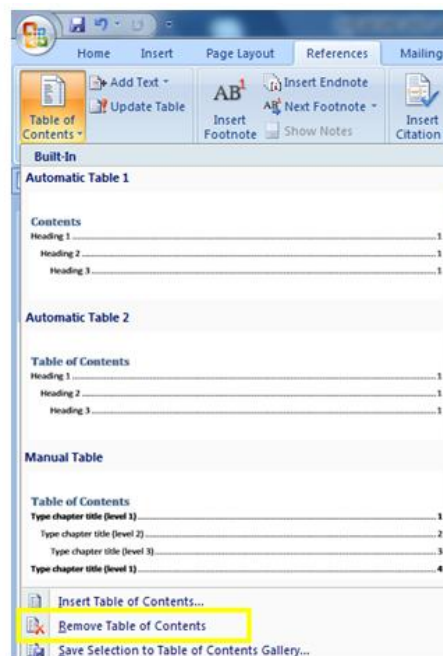 Home Insert Page Layout References Mailing
Add Text
Insert Endnote
Update Table
AB1
AB1 Next Footnote
Table of Contents
Insert Footnote
Show Notes
Insert Citation
Built-In
Automatic Table 1
Contents
Heading 1 1
Heading 2 1
Heading 3 1
Automatic Table 2
Table of Contents
Heading 1 1
Heading 2 1
Heading 3 1
Manual Table
Table of Contents
Type chapter title (level 1) 1
Type chapter title (level 2) 2
Type chapter title (level 3) 3
Type chapter title (level 1) 4
Insert Table of Contents...
Remove Table of Contents
Save Selection to Table of Contents Gallery...